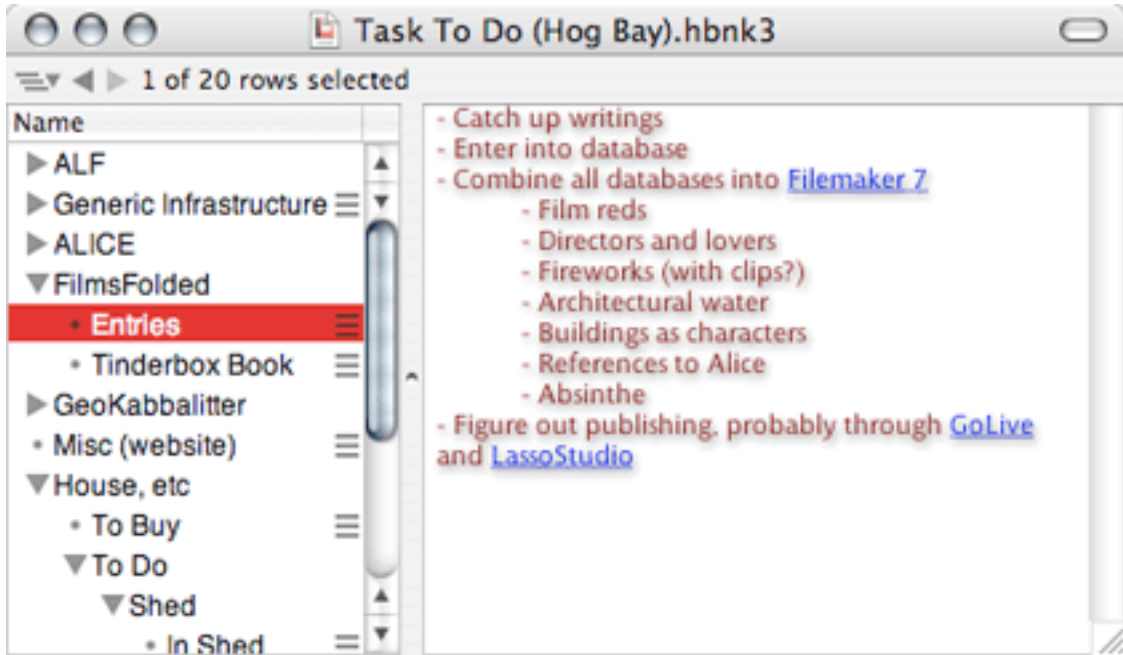 Task To Do (Hog Bay).hbnk3
1 of 20 rows selected
Name
ALF
Generic Infrastructure
ALICE
FilmsFolded
• Entries
• Tinderbox Book
GeoKabbalitter
• Misc (website)
House, etc
• To Buy
To Do
Shed
• In Shed
- Catch up writings
- Enter into database
- Combine all databases into Filemaker 7
- Film reds
- Directors and lovers
- Fireworks (with clips?)
- Architectural water
- Buildings as characters
- References to Alice
- Absinthe
- Figure out publishing, probably through GoLive
and LassoStudio